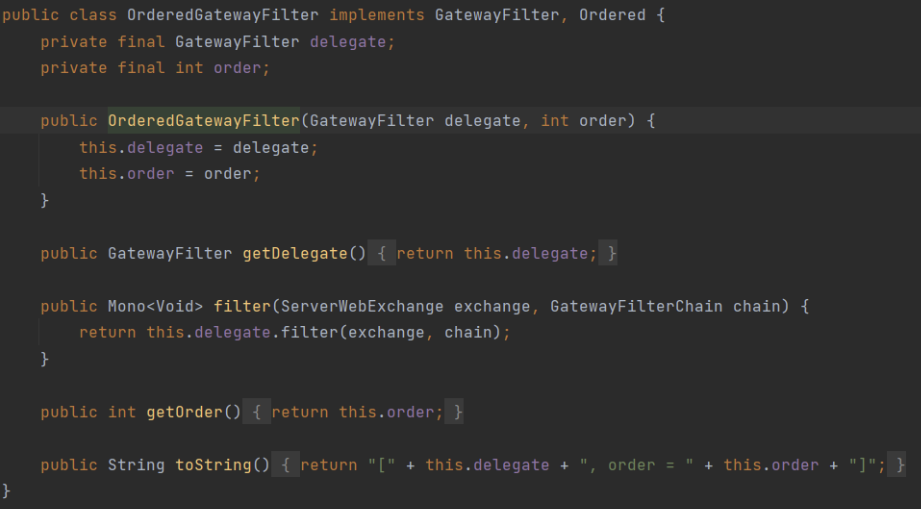 public class OrderedGatewayFilter implements GatewayFilter, Ordered {
    private final GatewayFilter delegate;
    private final int order;
    public OrderedGatewayFilter(GatewayFilter delegate, int order) {
        this.delegate = delegate;
        this.order = order;
    }
    public GatewayFilter getDelegate() { return this.delegate; }
    public Mono<Void> filter(ServerWebExchange exchange, GatewayFilterChain chain) {
        return this.delegate.filter(exchange, chain);
    }
    public int getOrder() { return this.order; }
    public String toString() { return "[" + this.delegate + ", order = " + this.order + "]"; }
}